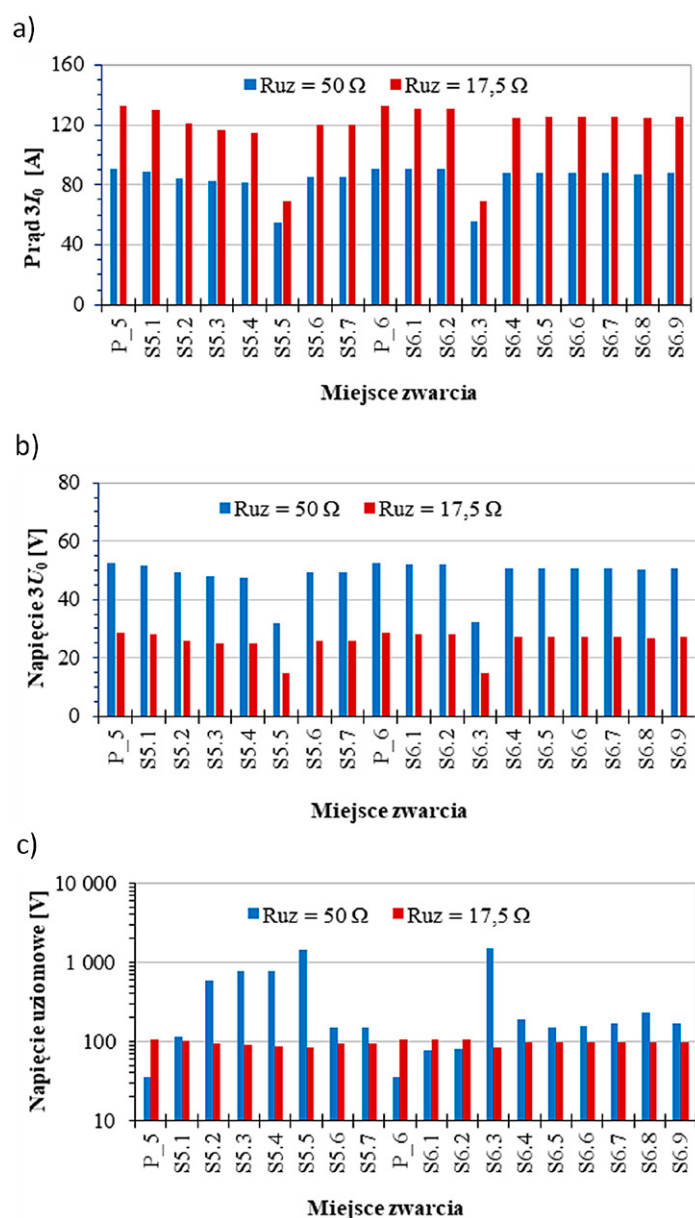 a)
160
Ruz = 50 Ω Ruz = 17,5 Ω
120
80
40
0
Prąd 3I₀ [A]
P_5 S5.1 S5.2 S5.3 S5.4 S5.5 S5.6 S5.7 P_6 S6.1 S6.2 S6.3 S6.4 S6.5 S6.6 S6.7 S6.8 S6.9
Miejsce zwarcia
b)
80
Ruz = 50 Ω Ruz = 17,5 Ω
60
40
20
0
Napięcie 3U₀ [V]
P_5 S5.1 S5.2 S5.3 S5.4 S5.5 S5.6 S5.7 P_6 S6.1 S6.2 S6.3 S6.4 S6.5 S6.6 S6.7 S6.8 S6.9
Miejsce zwarcia
c)
10 000
Ruz = 50 Ω Ruz = 17,5 Ω
1 000
100
10
Napięcie uziomowe [V]
P_5 S5.1 S5.2 S5.3 S5.4 S5.5 S5.6 S5.7 P_6 S6.1 S6.2 S6.3 S6.4 S6.5 S6.6 S6.7 S6.8 S6.9
Miejsce zwarcia